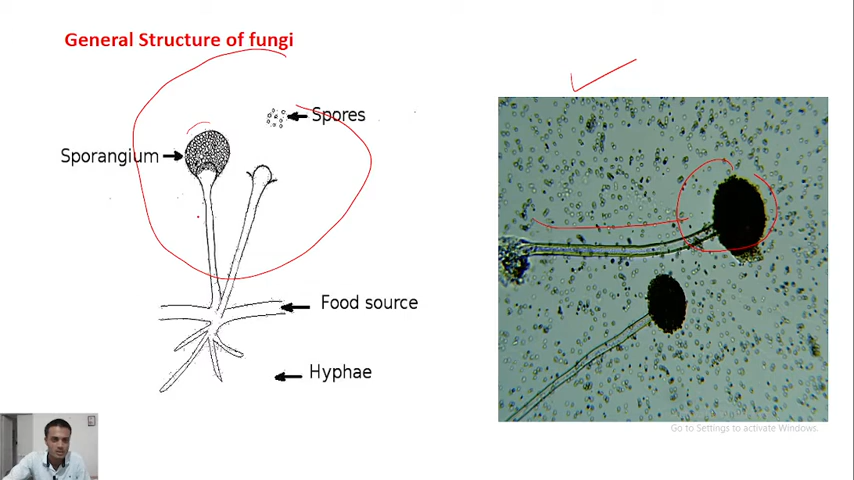 General Structure of fungi
Spores
Sporangium
Food source
Hyphae
Go to Settings to activate Windows.